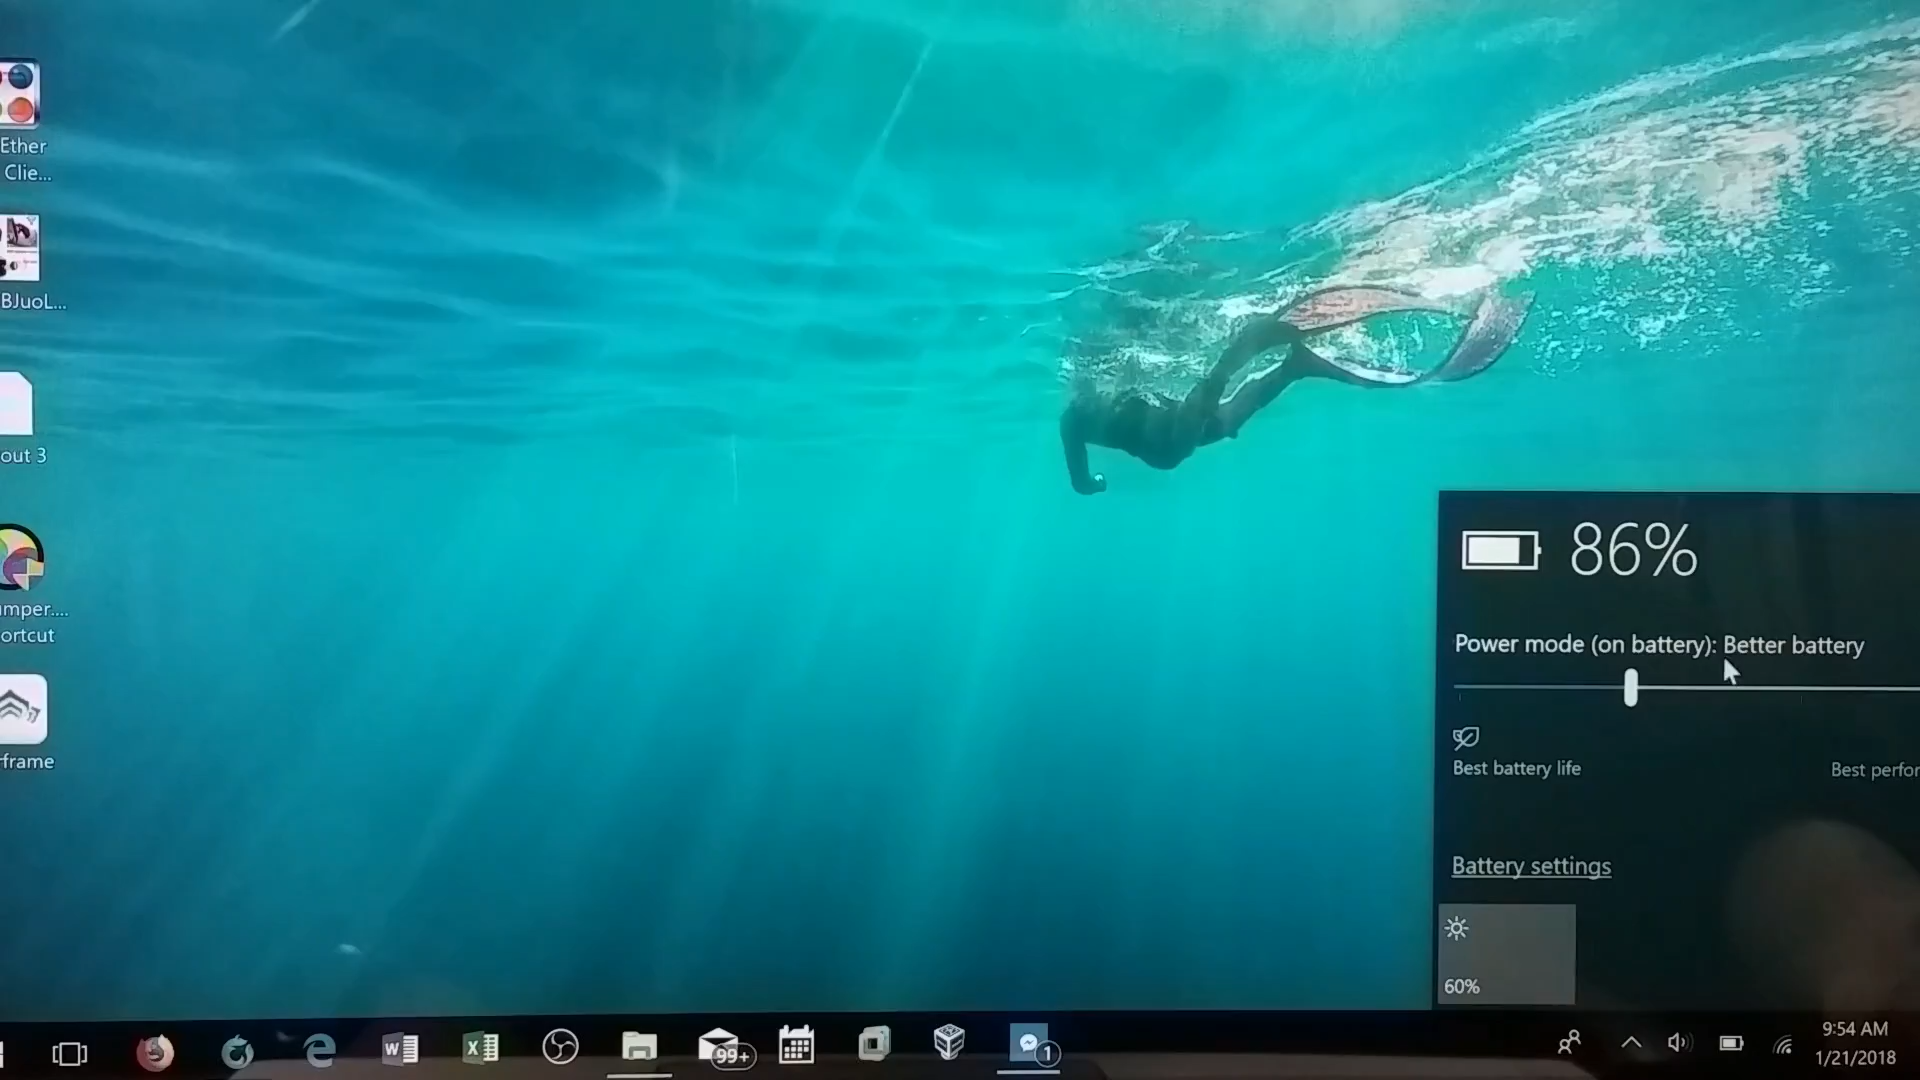 Ether
Clie...
BJuoL...
out 3
mper....
ortcut
frame
86%
Power mode (on battery): Better battery
Best battery life
Best perfor
Battery settings
60%
99+
1
9:54 AM
1/21/2018